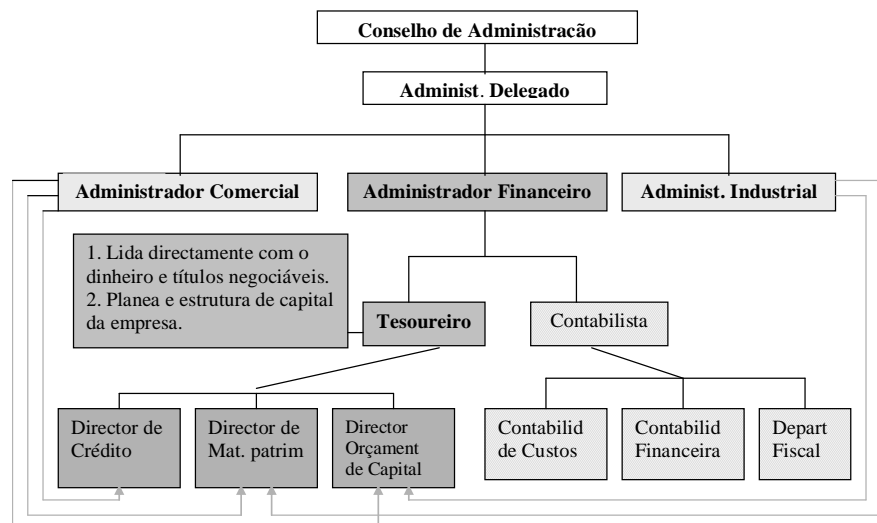 Conselho de Administracão
Administ. Delegado
Administrador Comercial
Administrador Financeiro
Administ. Industrial
1. Lida directamente com o
dinheiro e títulos negociáveis.
2. Planea e estrutura de capital
da empresa.
Tesoureiro
Contabilista
Director de
Crédito
Director de
Mat. patrim
Director
Orçament
de Capital
Contabilid
de Custos
Contabilid
Financeira
Depart
Fiscal